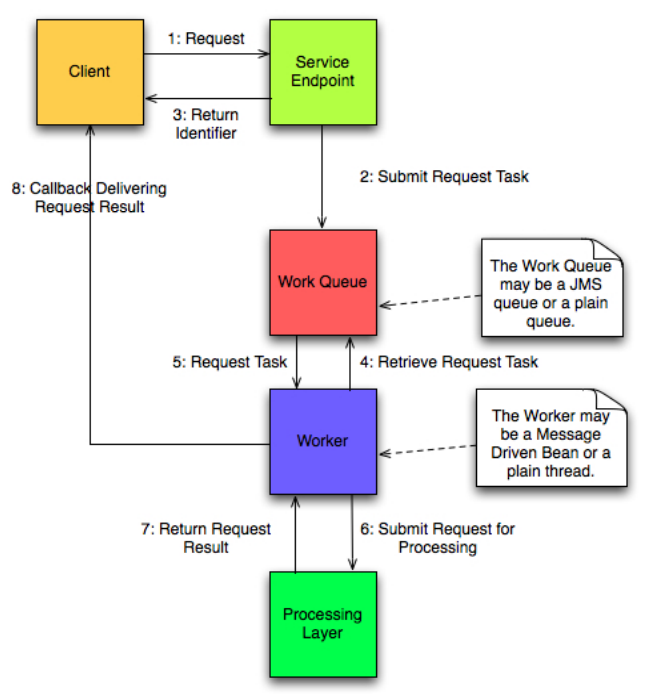 Client
1: Request
Service
Endpoint
3: Return
Identifier
8: Callback Delivering
Request Result
2: Submit Request Task
Work Queue
The Work Queue
may be a JMS
queue or a plain
queue.
5: Request Task
4: Retrieve Request Task
Worker
The Worker may
be a Message
Driven Bean or a
plain thread.
7: Return Request
Result
6: Submit Request for
Processing
Processing
Layer